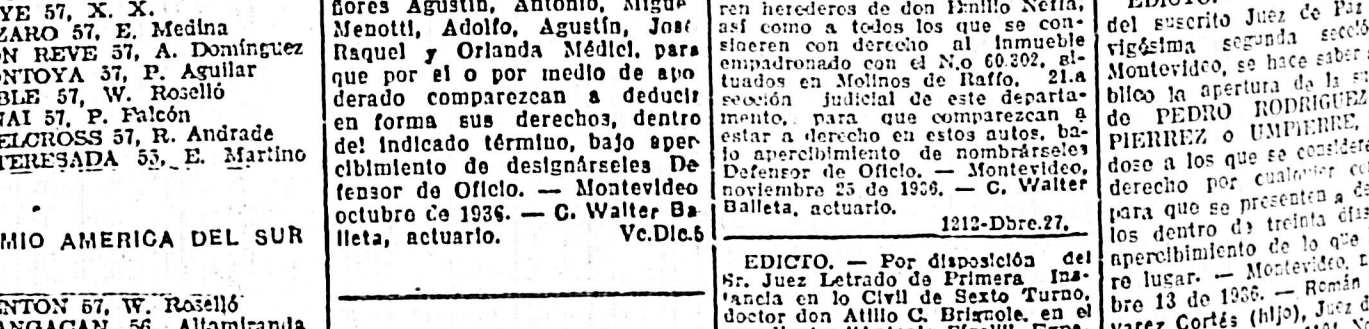 YE 57, X. X.
ZARO 57, E. Medina
N REVE 57, A. Domínguez
NTOYA 57, P. Aguilar
BLE 57, W. Roselló
NAI 57, P. Falcón
ELCROSS 57, R. Andrade
TERESADA 55, E. Martino
MIO AMERICA DEL SUR
NTON 57, W. Roselló
ANGACAN 56, Altamiranda
flores Agustín, Antonio, Migue
Menotti, Adolfo, Agustín, José
Raquel y Orlanda Médici, para
que por el o por medio de apo
derado comparezcan a deducir
en forma sus derechos, dentro
del indicado término, bajo aper
cibimiento de designárseles De
fensor de Oficio. — Montevideo
octubre de 1936. — C. Walter Ba
lleta, actuario. Vc.Dic.5
ren herederos de don Emilio Neffa,
así como a todos los que se con-
sideren con derecho al inmueble
empadronado con el N.o 60.302, si-
tuados en Molinos de Raffo, 21.a
sección judicial de este departa-
mento, para que comparezcan a
estar a derecho en estos autos, ba-
jo apercibimiento de nombrárseles
Defensor de Oficio. — Montevideo,
noviembre 25 de 1936. — C. Walter
Balleta, actuario.
1212-Dbre.27.
EDICTO. — Por disposición del
Sr. Juez Letrado de Primera Ins-
tancia en lo Civil de Sexto Turno,
doctor don Atilio C. Brignole, en el
EDICTO.
del suscrito Juez de Paz
vigésima segunda secció
Montevideo, se hace saber
blico la apertura de la su
de PEDRO RODRIGUEZ
PIERREZ o UMPIERRE,
dose a los que se consider
derecho por cualquier
para que se presenten a d
los dentro de treinta días
apercibimiento de lo que
re lugar. — Montevideo, n
bre 13 de 1936. — Román
varez Cortés (hijo), Juez d